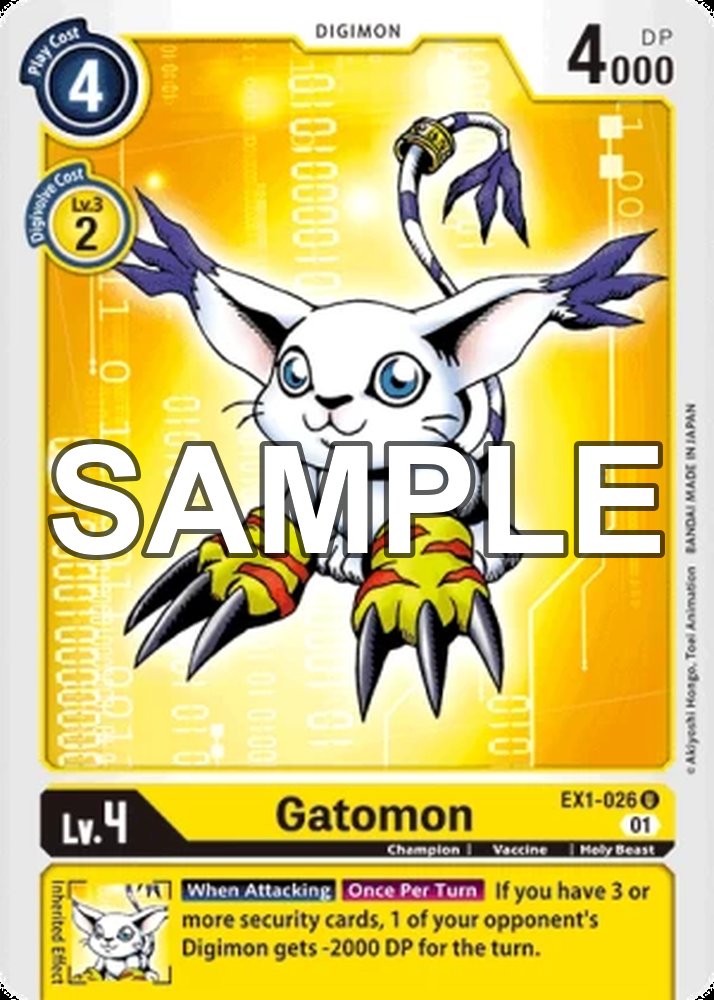 DIGIMON
Play Cost
4
DP
4000
Digivolve Cost
Lv.3
2
SAMPLE
© Akiyoshi Hongo, Toei Animation BANDAI MADE IN JAPAN
Lv.4
Gatomon
EX1-026 U
01
Champion | Vaccine | Holy Beast
Inherited Effect
When Attacking Once Per Turn If you have 3 or
more security cards, 1 of your opponent's
Digimon gets -2000 DP for the turn.